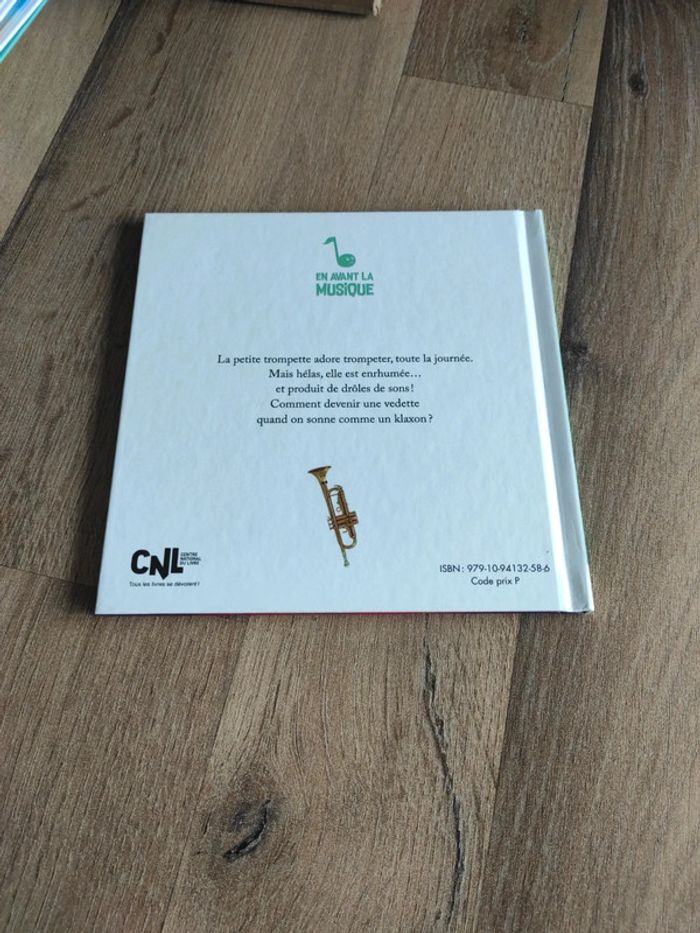 EN AVANT LA
MUSIQUE
La petite trompette adore trompeter, toute la journée.
Mais hélas, elle est enrhumée…
et produit de drôles de sons !
Comment devenir une vedette
quand on sonne comme un klaxon ?
CNL CENTRE
NATIONAL
DU LIVRE
Tous les livres se dévoient !
ISBN : 979-10-94132-58-6
Code prix P